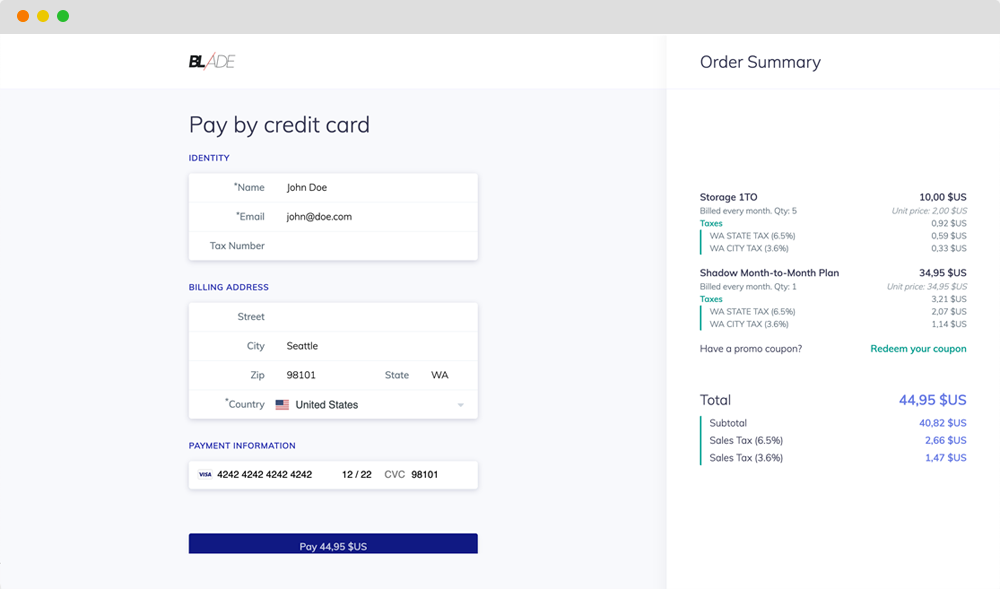 BLADE
Order Summary
Pay by credit card
IDENTITY
*Name John Doe
*Email john@doe.com
Tax Number
BILLING ADDRESS
Street
City Seattle
Zip 98101 State WA
*Country United States
PAYMENT INFORMATION
VISA 4242 4242 4242 4242 12 / 22 CVC 98101
Pay 44,95 $US
Storage 1TO 10,00 $US
Billed every month. Qty: 5 Unit price: 2,00 $US
Taxes 0,92 $US
WA STATE TAX (6.5%) 0,59 $US
WA CITY TAX (3.6%) 0,33 $US
Shadow Month-to-Month Plan 34,95 $US
Billed every month. Qty: 1 Unit price: 34,95 $US
Taxes 3,21 $US
WA STATE TAX (6.5%) 2,07 $US
WA CITY TAX (3.6%) 1,14 $US
Have a promo coupon? Redeem your coupon
Total 44,95 $US
Subtotal 40,82 $US
Sales Tax (6.5%) 2,66 $US
Sales Tax (3.6%) 1,47 $US